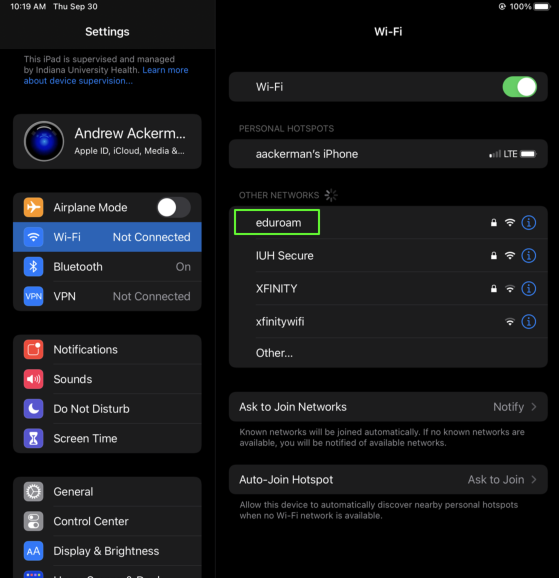 10:19 AM Thu Sep 30
100%
Settings
This iPad is supervised and managed
by Indiana University Health. Learn more
about device supervision...
Andrew Ackerm...
Apple ID, iCloud, Media &...
Airplane Mode
Wi-Fi Not Connected
Bluetooth On
VPN VPN Not Connected
Notifications
Sounds
Do Not Disturb
Screen Time
General
Control Center
AA Display & Brightness
Wi-Fi
Wi-Fi
PERSONAL HOTSPOTS
aackerman's iPhone LTE
OTHER NETWORKS
eduroam
IUH Secure
XFINITY
xfinitywifi
Other...
Ask to Join Networks Notify
Known networks will be joined automatically. If no known networks are
available, you will be notified of available networks.
Auto-Join Hotspot Ask to Join
Allow this device to automatically discover nearby personal hotspots
when no Wi-Fi network is available.